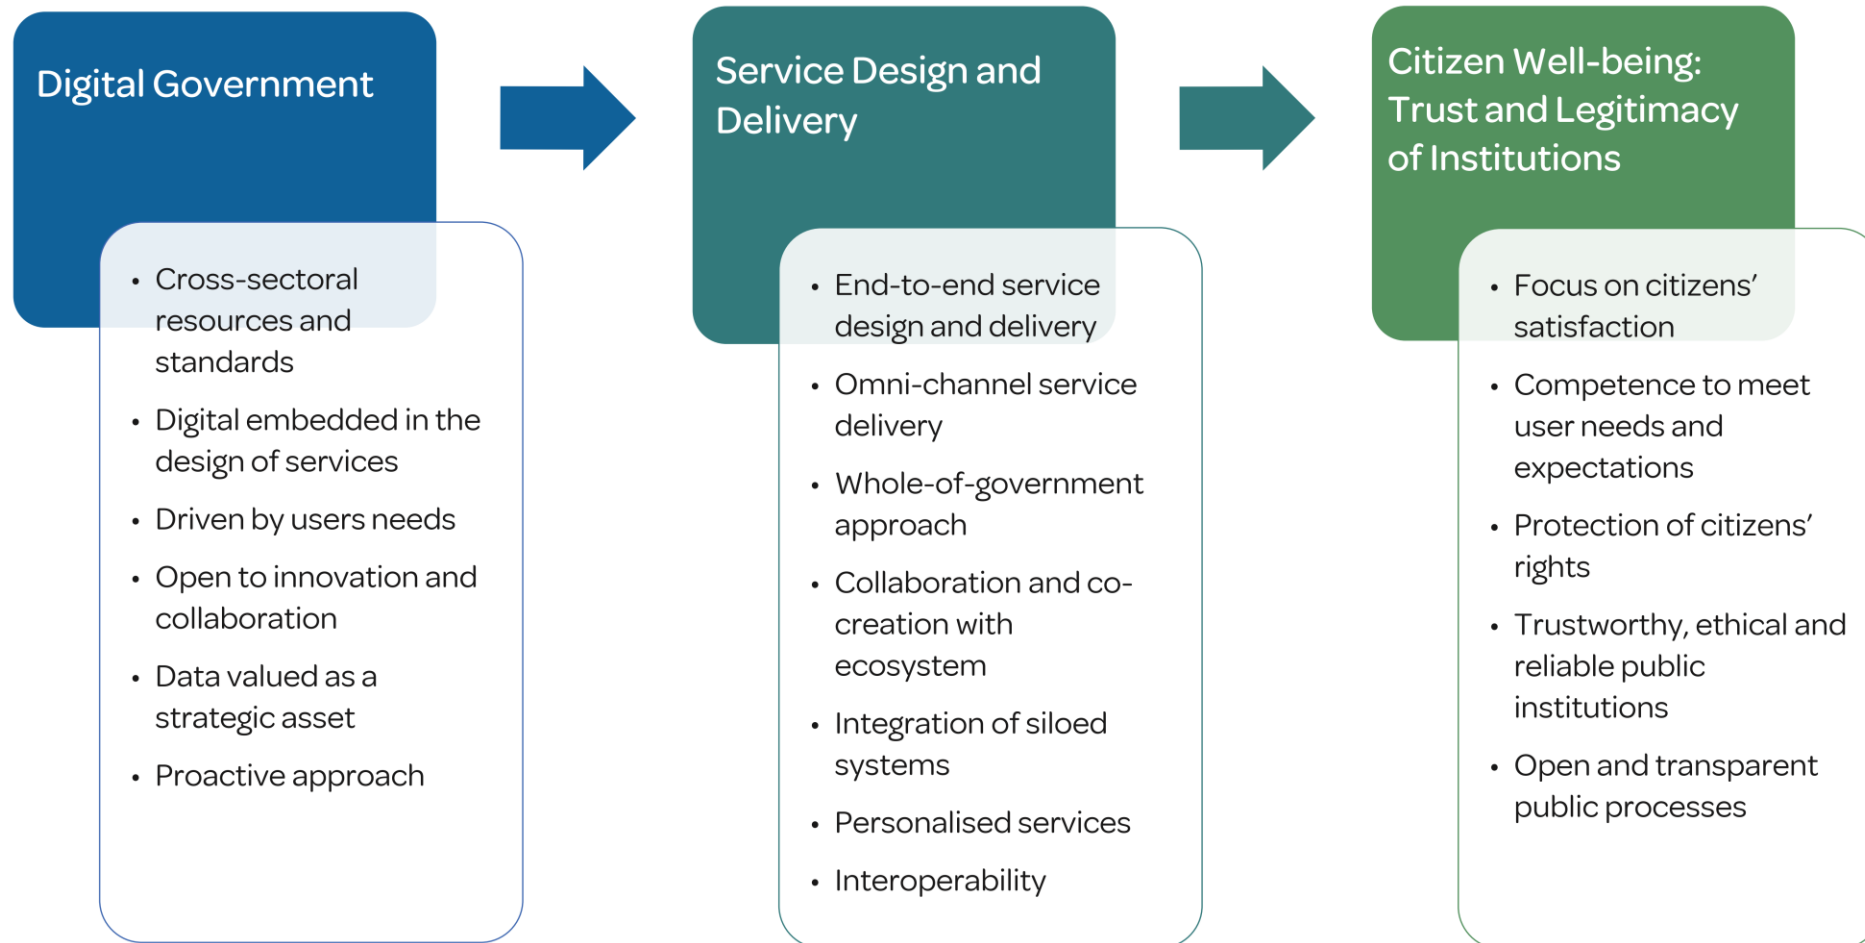 Digital Government
• Cross-sectoral
resources and
standards
• Digital embedded in the
design of services
• Driven by users needs
• Open to innovation and
collaboration
• Data valued as a
strategic asset
• Proactive approach
Service Design and
Delivery
• End-to-end service
design and delivery
• Omni-channel service
delivery
• Whole-of-government
approach
• Collaboration and co-
creation with
ecosystem
• Integration of siloed
systems
• Personalised services
• Interoperability
Citizen Well-being:
Trust and Legitimacy
of Institutions
• Focus on citizens’
satisfaction
• Competence to meet
user needs and
expectations
• Protection of citizens’
rights
• Trustworthy, ethical and
reliable public
institutions
• Open and transparent
public processes